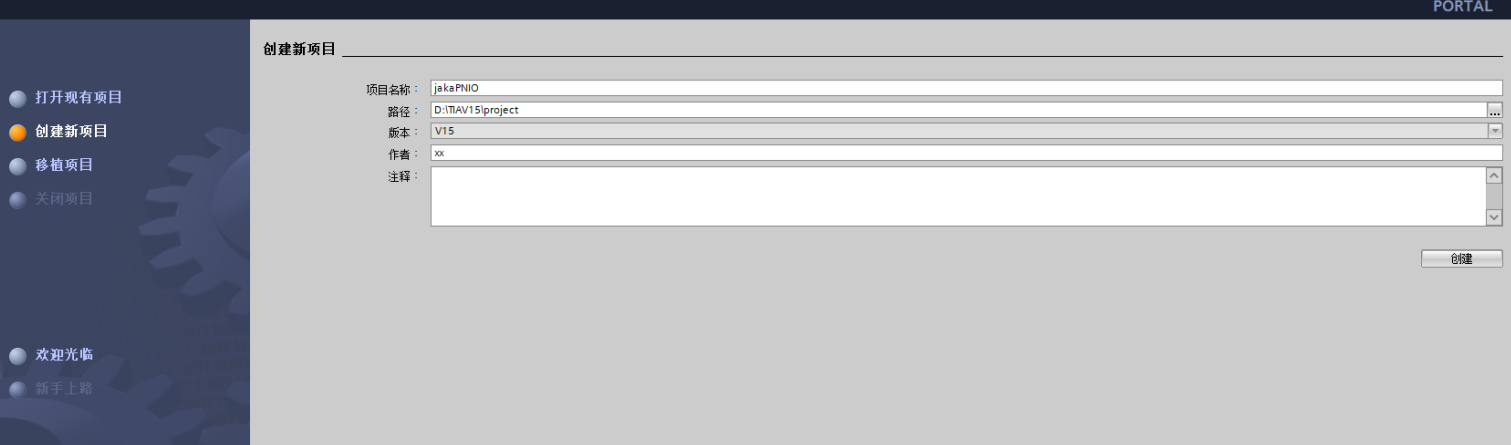 PORTAL
打开现有项目
创建新项目
移植项目
关闭项目
欢迎光临
新手上路
创建新项目
项目名称：
jakaPNIO
路径：
D:\TIAV15\project
...
版本：
V15
作者：
xx
注释：
创建